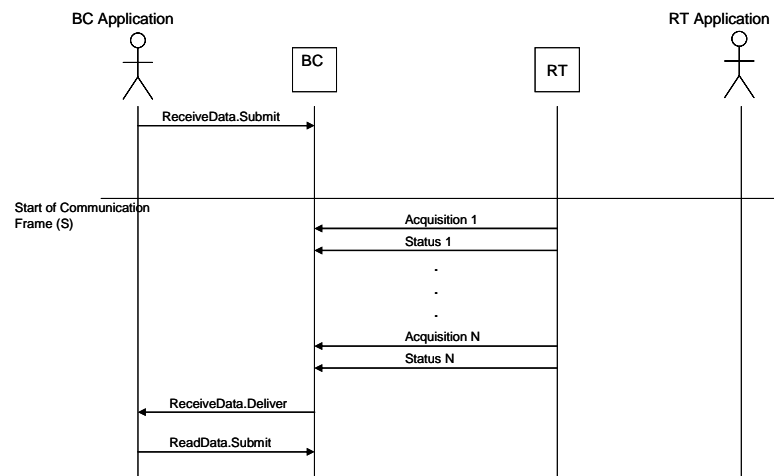 BC Application
RT Application
BC
RT
ReceiveData.Submit
Start of Communication
Frame (S)
Acquisition 1
Status 1
.
.
.
Acquisition N
Status N
ReceiveData.Deliver
ReadData.Submit